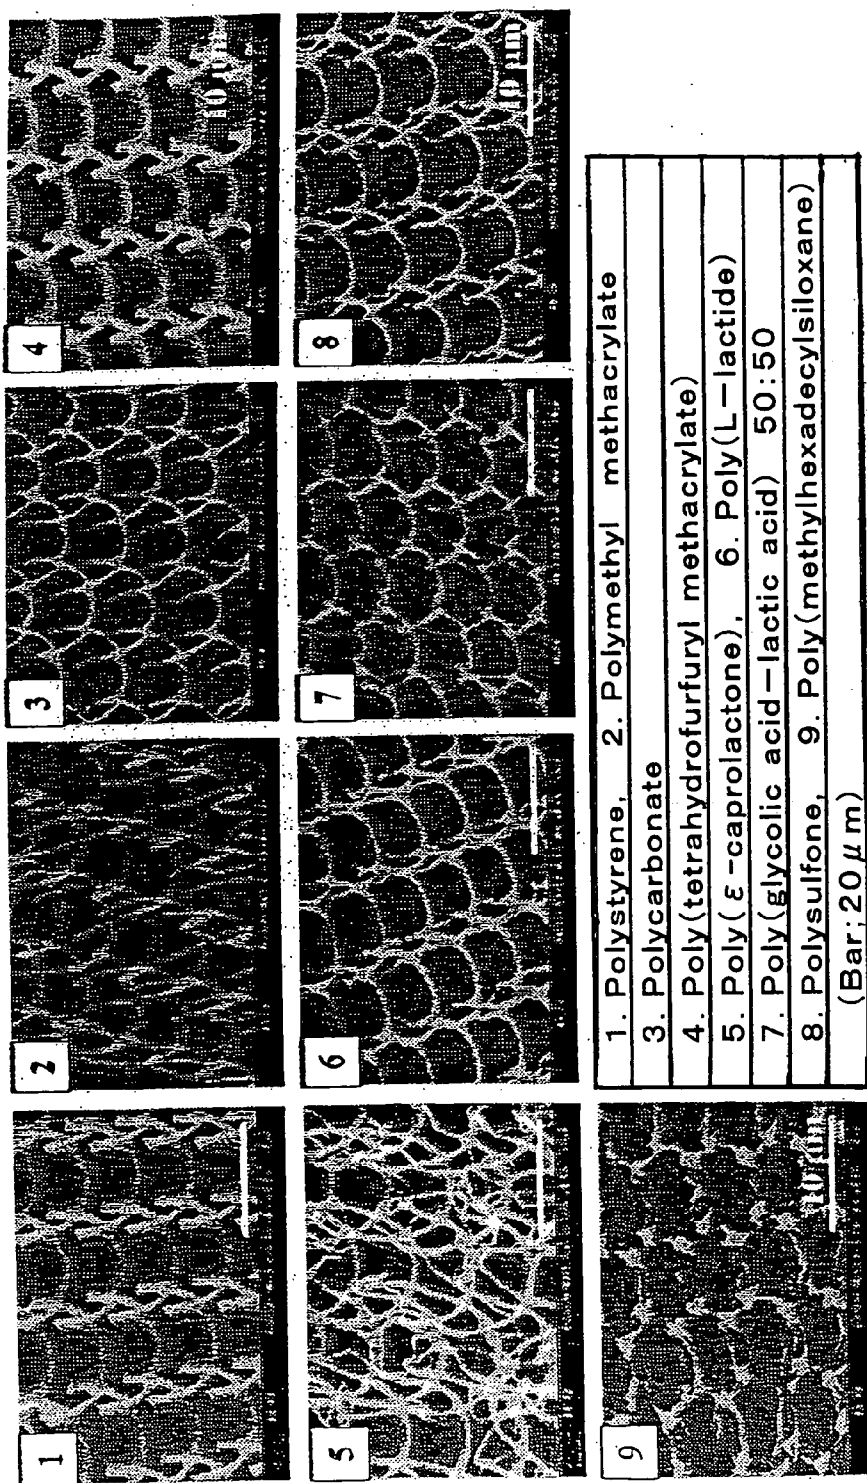 1
2
3
4
10 μm
5
6
7
8
10 μm
9
10 μm
1. Polystyrene, 2. Polymethyl methacrylate
3. Polycarbonate
4. Poly(tetrahydrofurfuryl methacrylate)
5. Poly(ε-caprolactone), 6. Poly(L-lactide)
7. Poly(glycolic acid-lactic acid) 50:50
8. Polysulfone, 9. Poly(methylhexadecylsiloxane)
(Bar; 20μm)